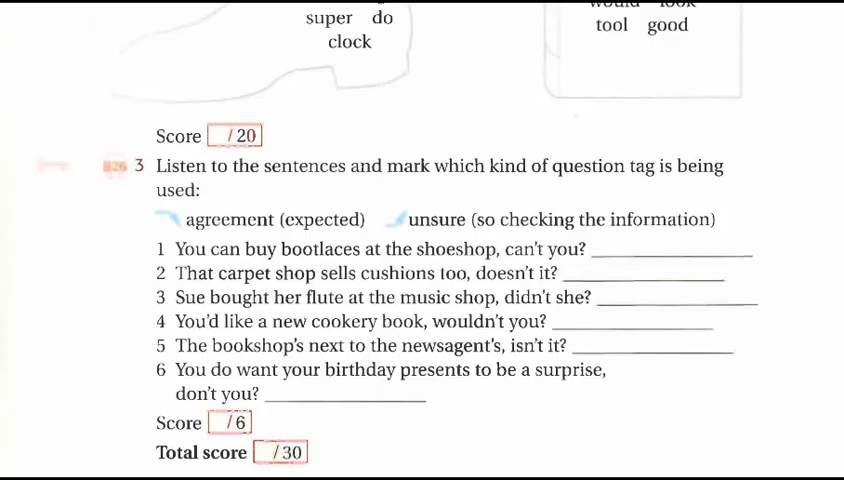 super do
clock
tool good
Score /20
3 Listen to the sentences and mark which kind of question tag is being
used:
agreement (expected) unsure (so checking the information)
1 You can buy bootlaces at the shoeshop, can't you?
2 That carpet shop sells cushions too, doesn't it?
3 Sue bought her flute at the music shop, didn't she?
4 You'd like a new cookery book, wouldn't you?
5 The bookshop's next to the newsagent's, isn't it?
6 You do want your birthday presents to be a surprise,
don't you?
Score /6
Total score /30